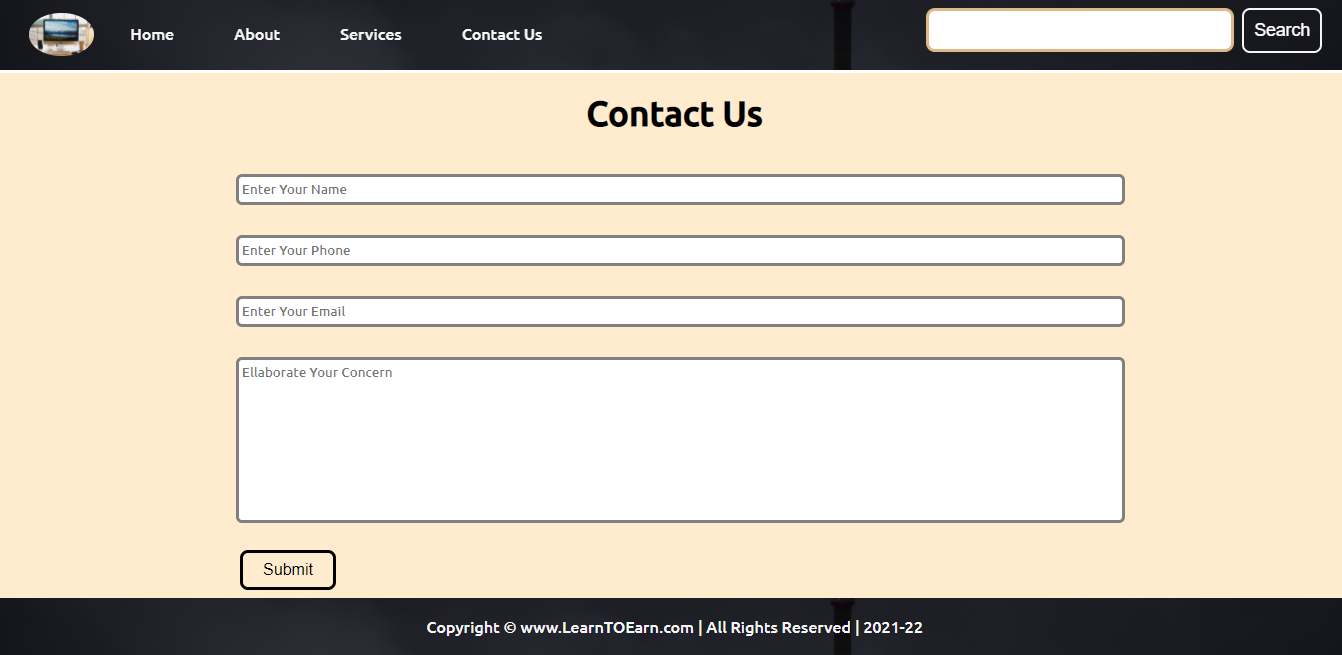 Home About Services Contact Us Search
Contact Us
Enter Your Name
Enter Your Phone
Enter Your Email
Ellaborate Your Concern
Submit
Copyright © www.LearnTOEarn.com | All Rights Reserved | 2021-22